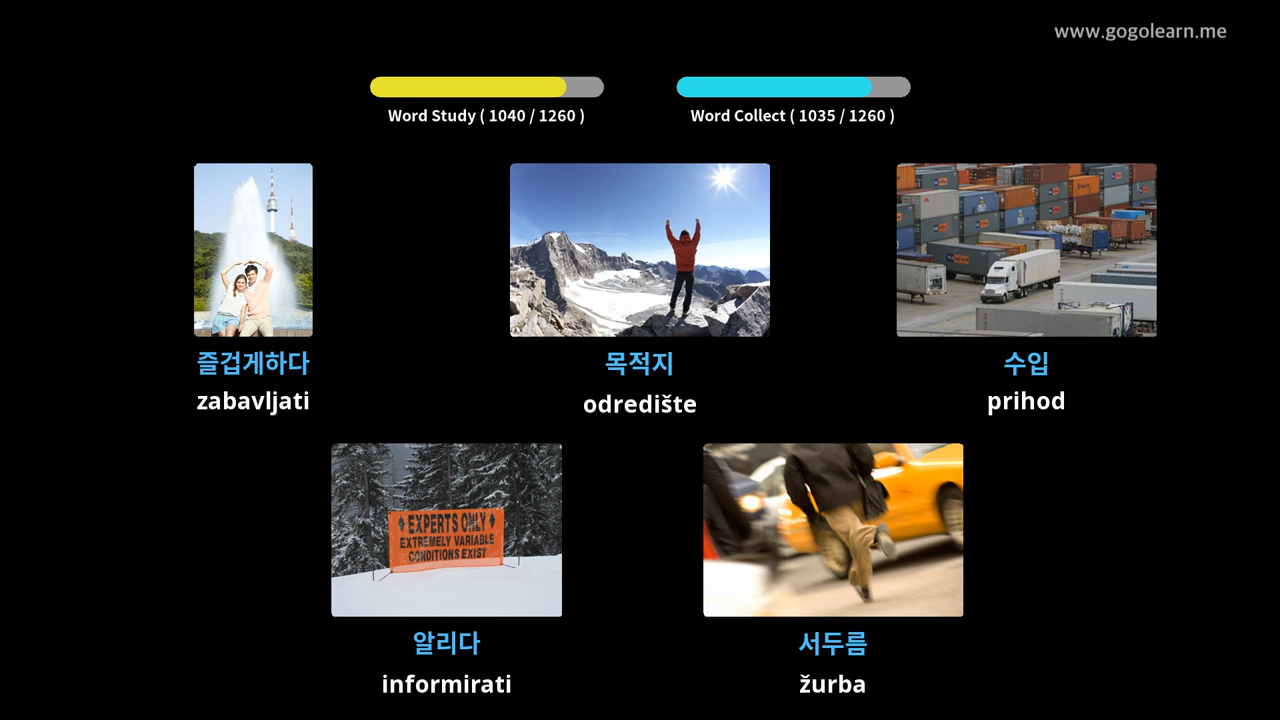 www.gogolearn.me
Word Study ( 1040 / 1260 )
Word Collect ( 1035 / 1260 )
즐겁게하다
zabavljati
목적지
odredište
수입
prihod
EXPERTS ONLY
EXTREMELY VARIABLE
CONDITIONS EXIST
알리다
informirati
서두름
žurba